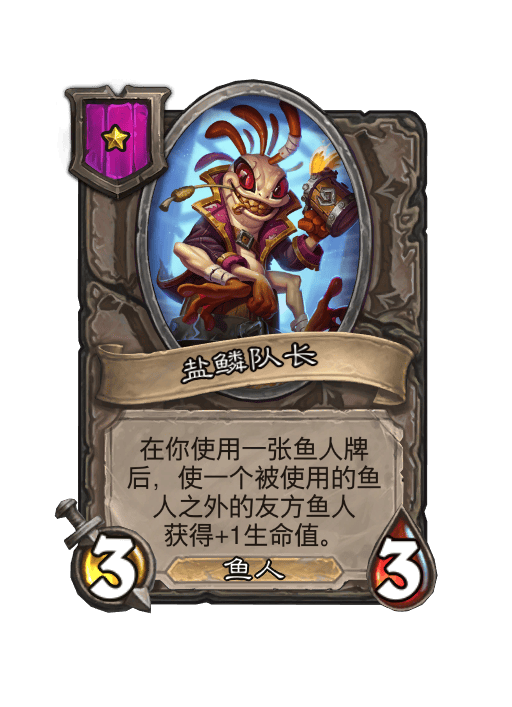 盐鳞队长
在你使用一张鱼人牌
后，使一个被使用的鱼
人之外的友方鱼人
获得+1生命值。
鱼人
3
3